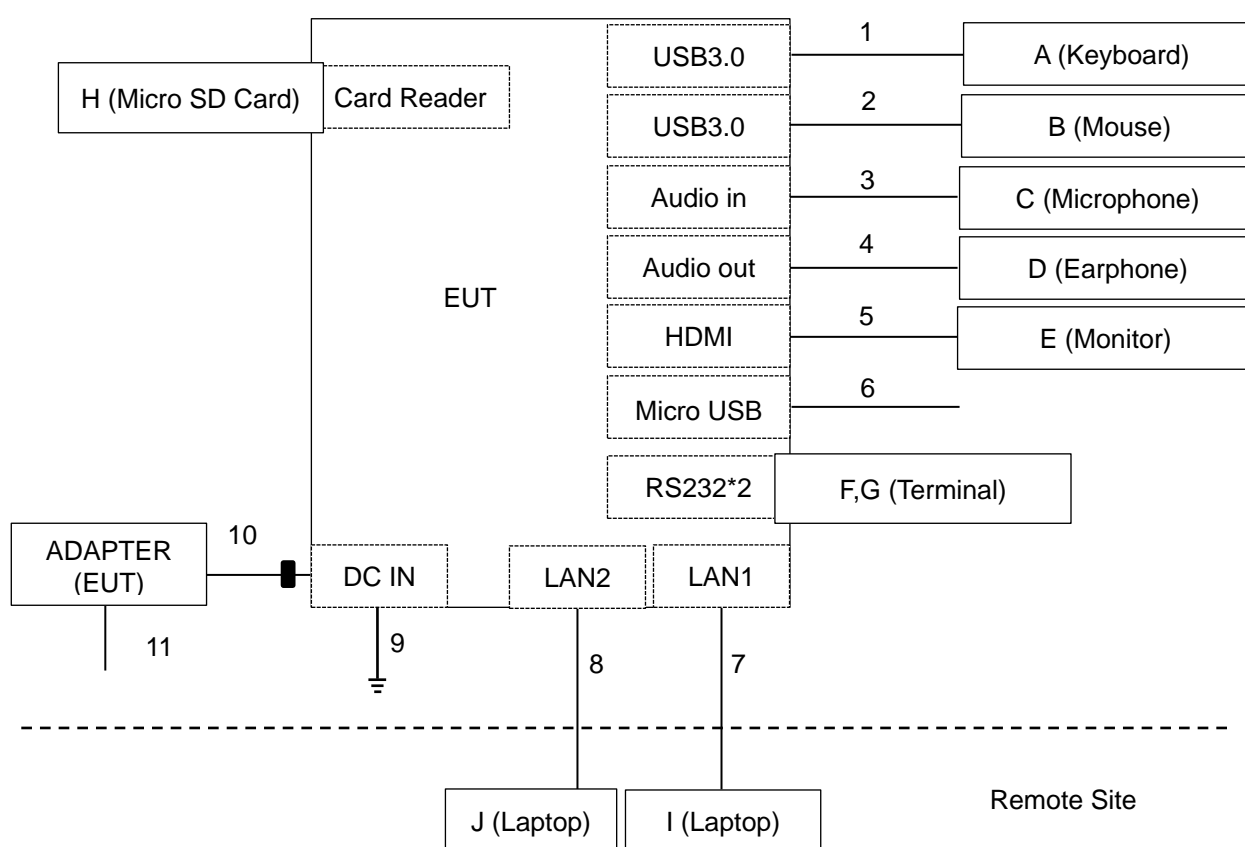 1
USB3.0
A (Keyboard)
H (Micro SD Card)
Card Reader
2
USB3.0
B (Mouse)
3
Audio in
C (Microphone)
4
Audio out
D (Earphone)
EUT
5
HDMI
E (Monitor)
6
Micro USB
RS232*2
F,G (Terminal)
10
ADAPTER
(EUT)
DC IN
LAN2
LAN1
11
9
8
7
Remote Site
J (Laptop)
I (Laptop)